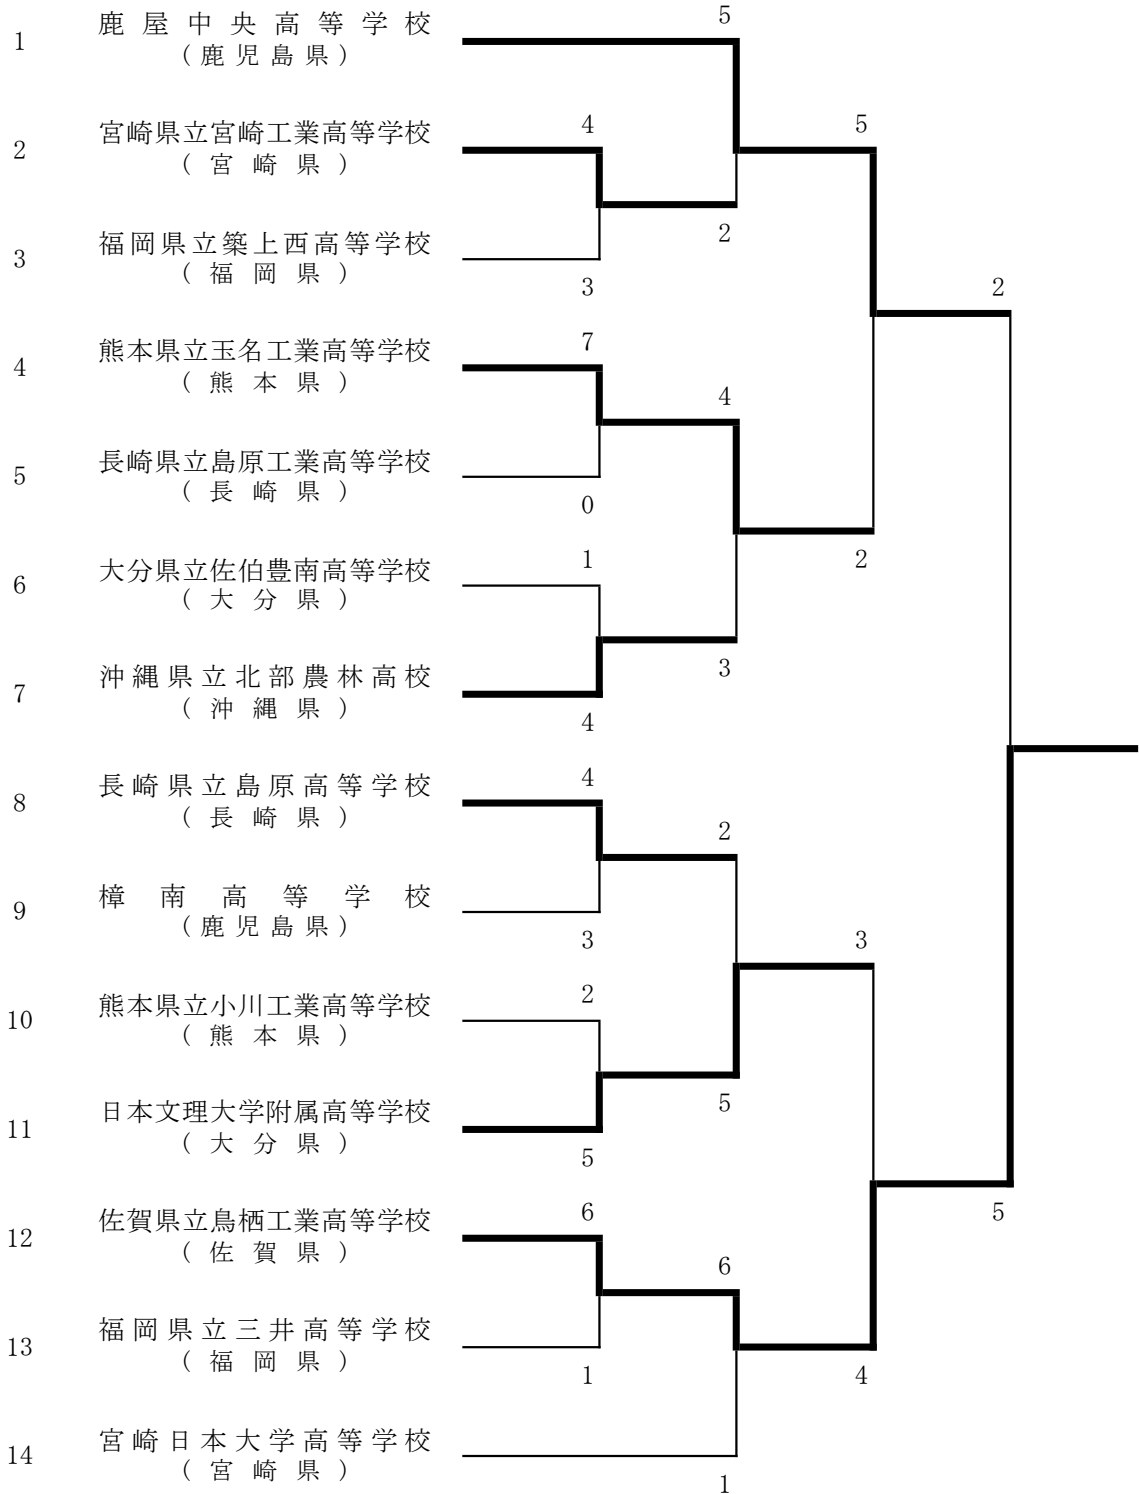 鹿屋中央高等学校
5
1
(鹿児島県)
宮崎県立宮崎工業高等学校
4
5
2
(宮崎県)
福岡県立築上西高等学校
2
3
(福岡県)
3
2
熊本県立玉名工業高等学校
7
4
(熊本県)
4
長崎県立島原工業高等学校
5
(長崎県)
0
大分県立佐伯豊南高等学校
1
2
6
(大分県)
沖縄県立北部農林高校
3
7
(沖縄県)
4
長崎県立島原高等学校
4
8
(長崎県)
2
樟南高等学校
9
(鹿児島県)
3
3
熊本県立小川工業高等学校
2
10
(熊本県)
日本文理大学附属高等学校
5
11
(大分県)
5
佐賀県立鳥栖工業高等学校
6
5
12
(佐賀県)
6
福岡県立三井高等学校
13
(福岡県)
1
4
宮崎日本大学高等学校
14
(宮崎県)
1